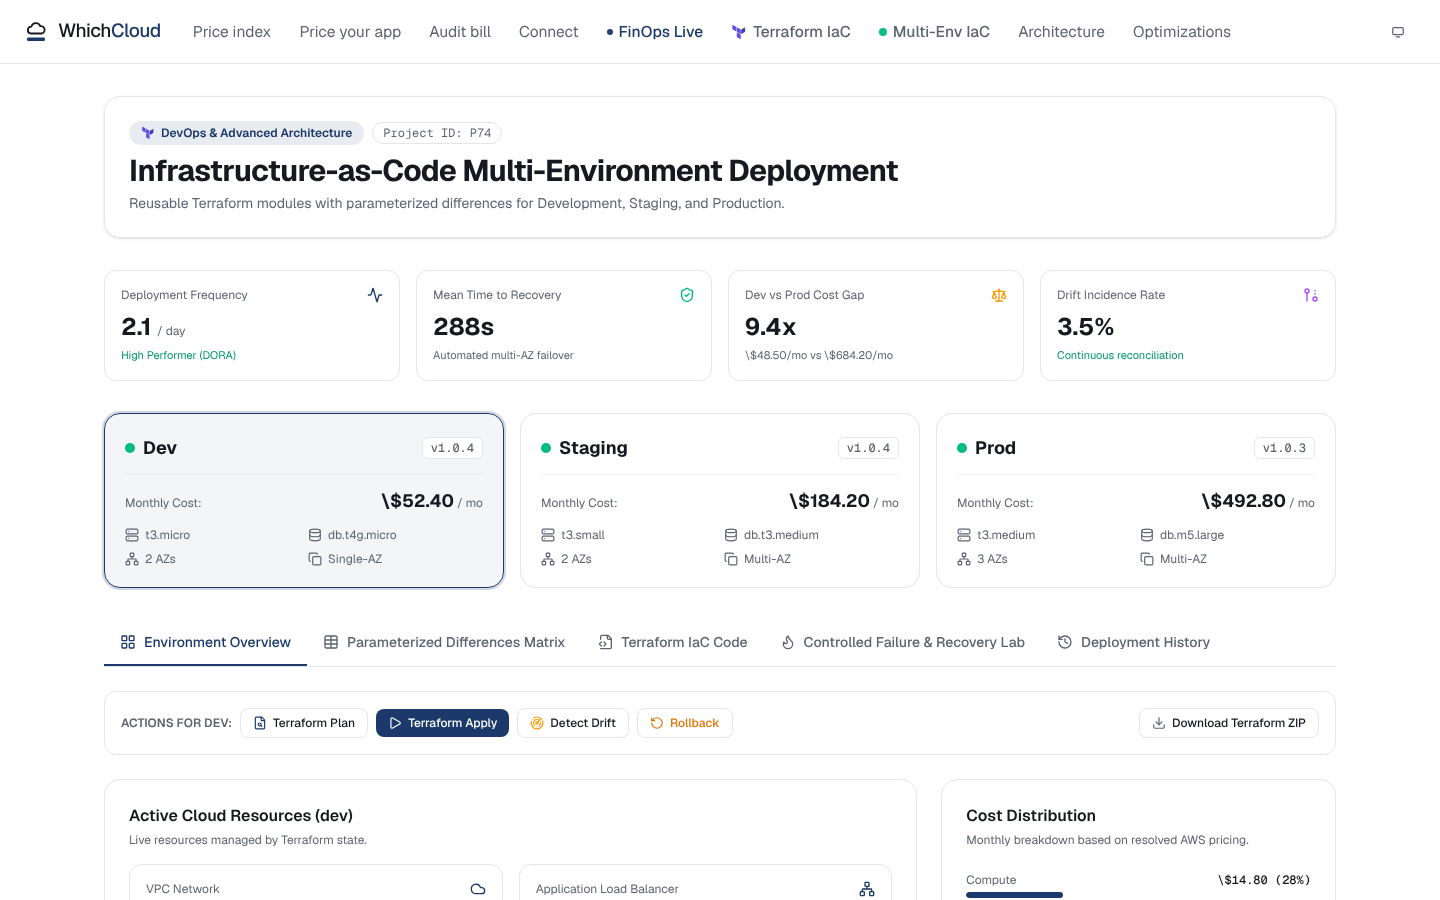 WhichCloud
Price index
Price your app
Audit bill
Connect
FinOps Live
Terraform IaC
Multi-Env IaC
Architecture
Optimizations
DevOps & Advanced Architecture
Project ID: P74
Infrastructure-as-Code Multi-Environment Deployment
Reusable Terraform modules with parameterized differences for Development, Staging, and Production.
Deployment Frequency
2.1 / day
High Performer (DORA)
Mean Time to Recovery
288s
Automated multi-AZ failover
Dev vs Prod Cost Gap
9.4x
\$48.50/mo vs \$684.20/mo
Drift Incidence Rate
3.5%
Continuous reconciliation
Dev
v1.0.4
Monthly Cost:
\$52.40 / mo
t3.micro
db.t4g.micro
2 AZs
Single-AZ
Staging
v1.0.4
Monthly Cost:
\$184.20 / mo
t3.small
db.t3.medium
2 AZs
Multi-AZ
Prod
v1.0.3
Monthly Cost:
\$492.80 / mo
t3.medium
db.m5.large
3 AZs
Multi-AZ
Environment Overview
Parameterized Differences Matrix
Terraform IaC Code
Controlled Failure & Recovery Lab
Deployment History
ACTIONS FOR DEV:
Terraform Plan
Terraform Apply
Detect Drift
Rollback
Download Terraform ZIP
Active Cloud Resources (dev)
Live resources managed by Terraform state.
VPC Network
Application Load Balancer
Cost Distribution
Monthly breakdown based on resolved AWS pricing.
Compute
\$14.80 (28%)